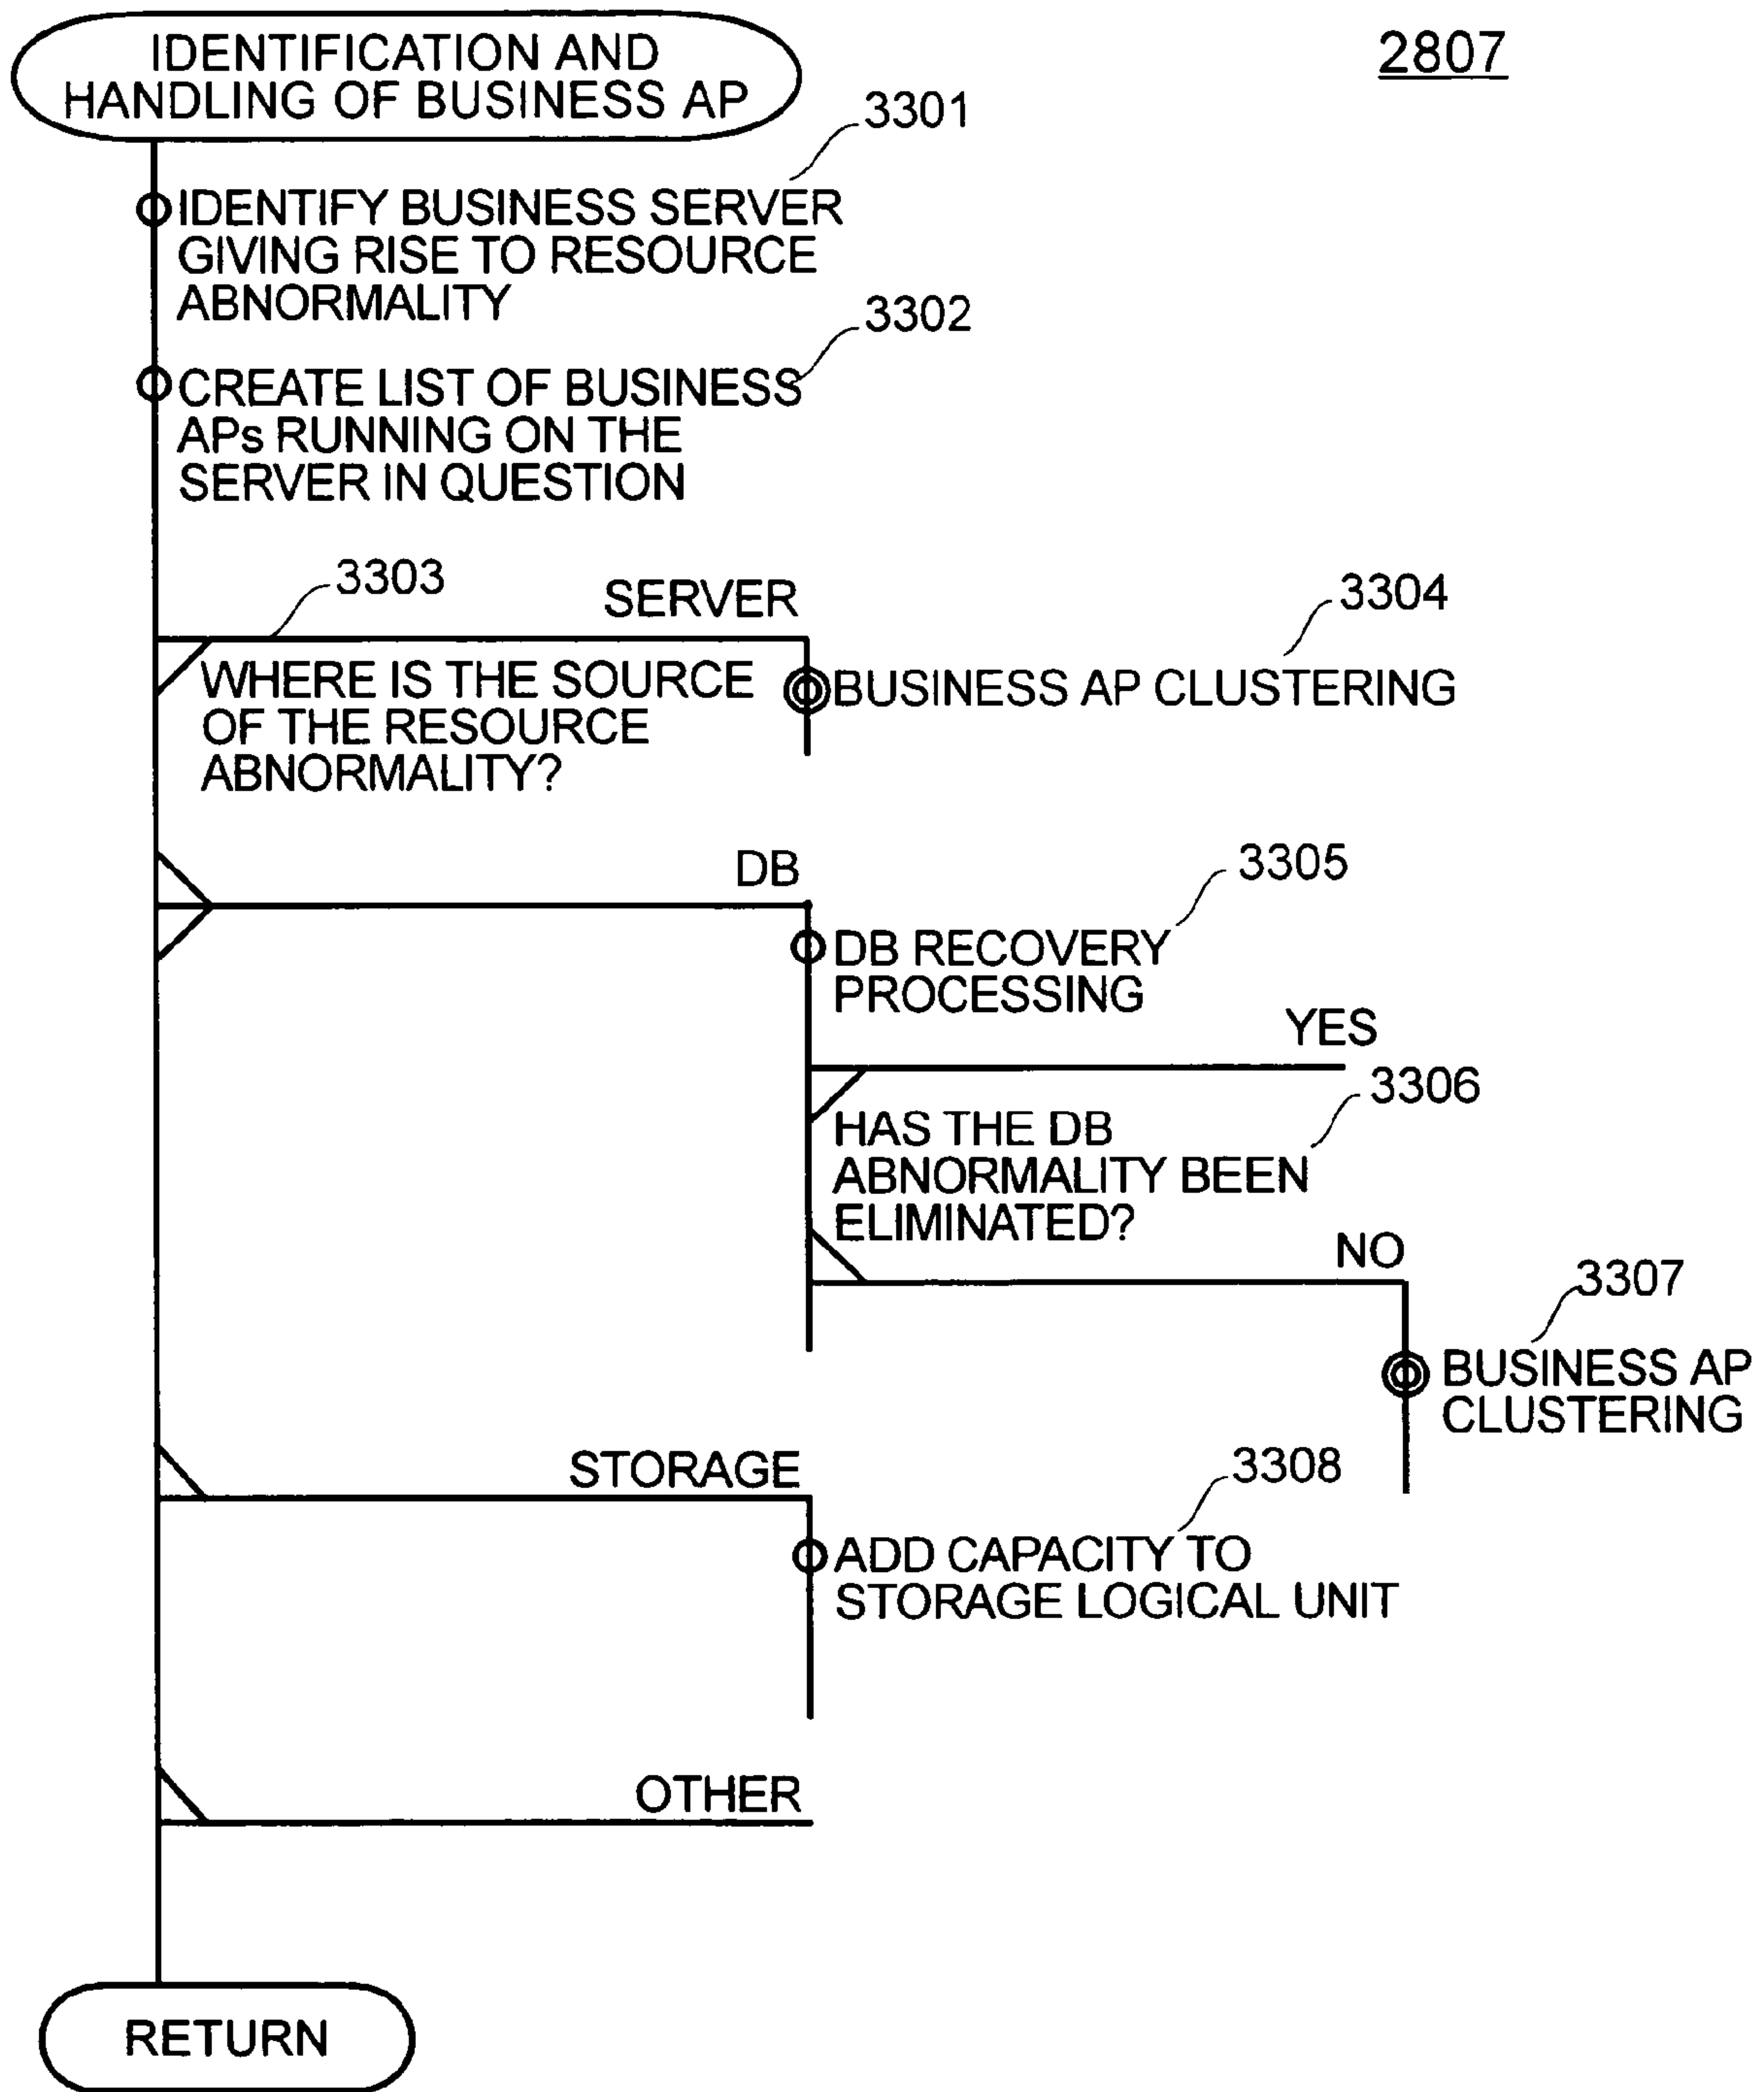 IDENTIFICATION AND
HANDLING OF BUSINESS AP
2807
3301
IDENTIFY BUSINESS SERVER
GIVING RISE TO RESOURCE
ABNORMALITY
3302
CREATE LIST OF BUSINESS
APs RUNNING ON THE
SERVER IN QUESTION
3303
SERVER
3304
WHERE IS THE SOURCE
OF THE RESOURCE
ABNORMALITY?
BUSINESS AP CLUSTERING
DB
3305
DB RECOVERY
PROCESSING
YES
3306
HAS THE DB
ABNORMALITY BEEN
ELIMINATED?
NO
3307
BUSINESS AP
CLUSTERING
STORAGE
3308
ADD CAPACITY TO
STORAGE LOGICAL UNIT
OTHER
RETURN